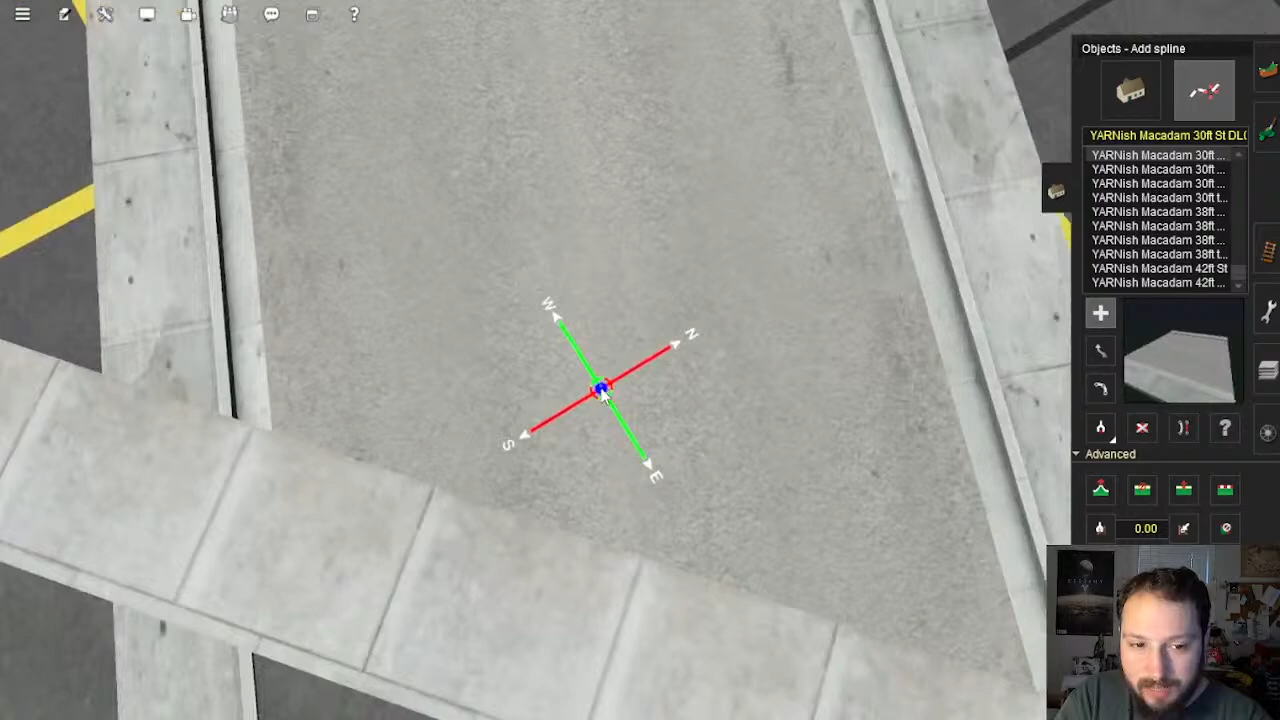 ?
Objects - Add spline
YARNish Macadam 30ft St DL
YARNish Macadam 30ft ...
YARNish Macadam 30ft ...
YARNish Macadam 30ft ...
YARNish Macadam 30ft t...
YARNish Macadam 38ft ...
YARNish Macadam 38ft ...
YARNish Macadam 38ft ...
YARNish Macadam 38ft t...
YARNish Macadam 42ft St
YARNish Macadam 42ft ...
?
Advanced
0.00
W
N
S
E
DESTINY